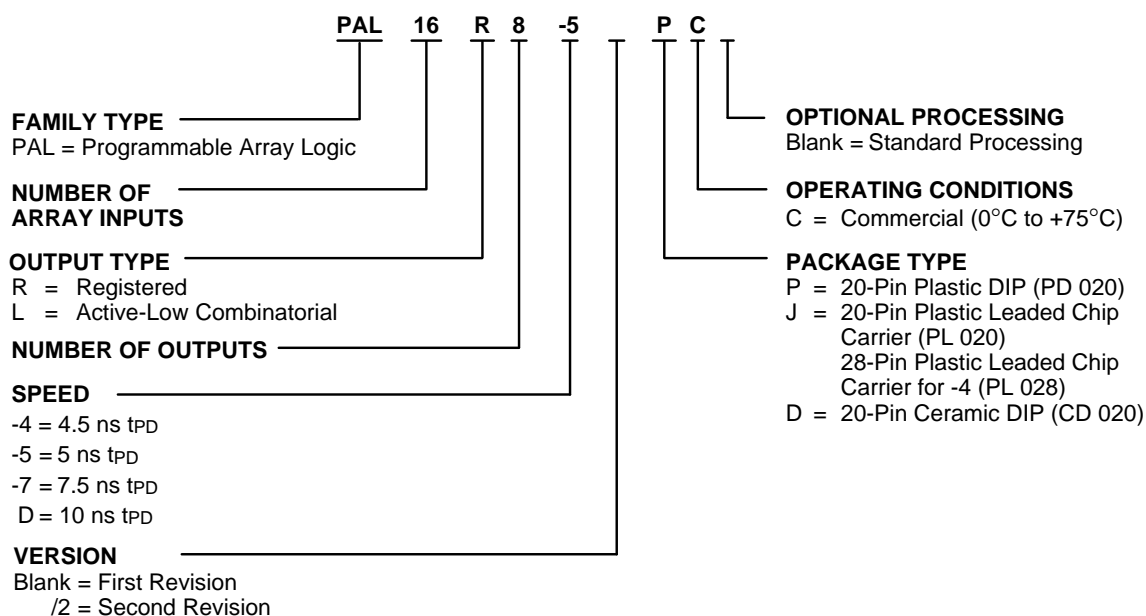 PAL 16 R 8 -5 P C
FAMILY TYPE
PAL = Programmable Array Logic
NUMBER OF
ARRAY INPUTS
OUTPUT TYPE
R = Registered
L = Active-Low Combinatorial
NUMBER OF OUTPUTS
SPEED
-4 = 4.5 ns tPD
-5 = 5 ns tPD
-7 = 7.5 ns tPD
D = 10 ns tPD
VERSION
Blank = First Revision
/2 = Second Revision
OPTIONAL PROCESSING
Blank = Standard Processing
OPERATING CONDITIONS
C = Commercial (0°C to +75°C)
PACKAGE TYPE
P = 20-Pin Plastic DIP (PD 020)
J = 20-Pin Plastic Leaded Chip
Carrier (PL 020)
28-Pin Plastic Leaded Chip
Carrier for -4 (PL 028)
D = 20-Pin Ceramic DIP (CD 020)